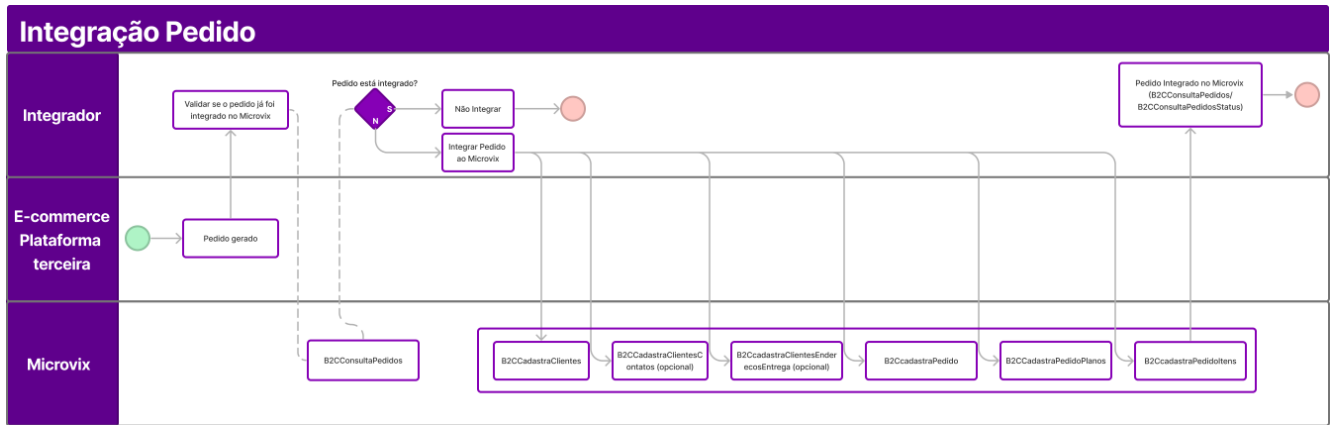 Integração Pedido
Integrador
Validar se o pedido já foi
integrado no Microvix
Pedido está integrado?
S
N
Não Integrar
Integrar Pedido
ao Microvix
Pedido Integrado no Microvix
(B2CConsultaPedidos/
B2CConsultaPedidosStatus)
E-commerce
Plataforma
terceira
Pedido gerado
Microvix
B2CConsultaPedidos
B2CCadastraClientes
B2CCadastraClientesC
ontatos (opcional)
B2CcadastraClientesEnder
ecosEntrega (opcional)
B2CcadastraPedido
B2CCadastraPedidoPlanos
B2CcadastraPedidoItens